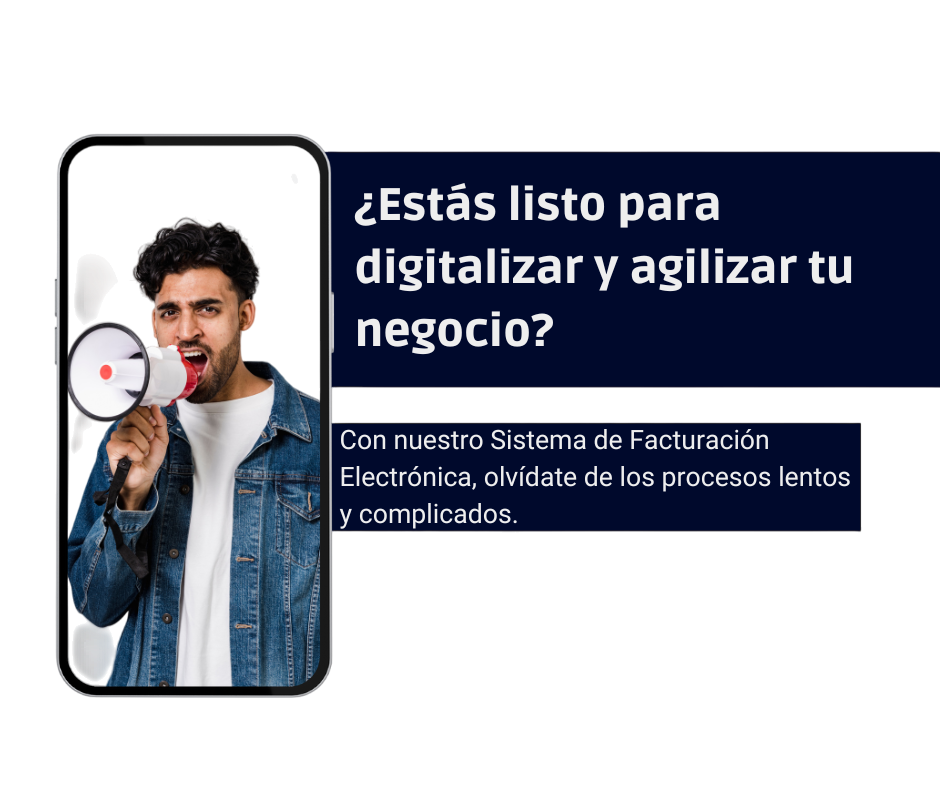 ¿Estás listo para
digitalizar y agilizar tu
negocio?
Con nuestro Sistema de Facturación
Electrónica, olvídate de los procesos lentos
y complicados.